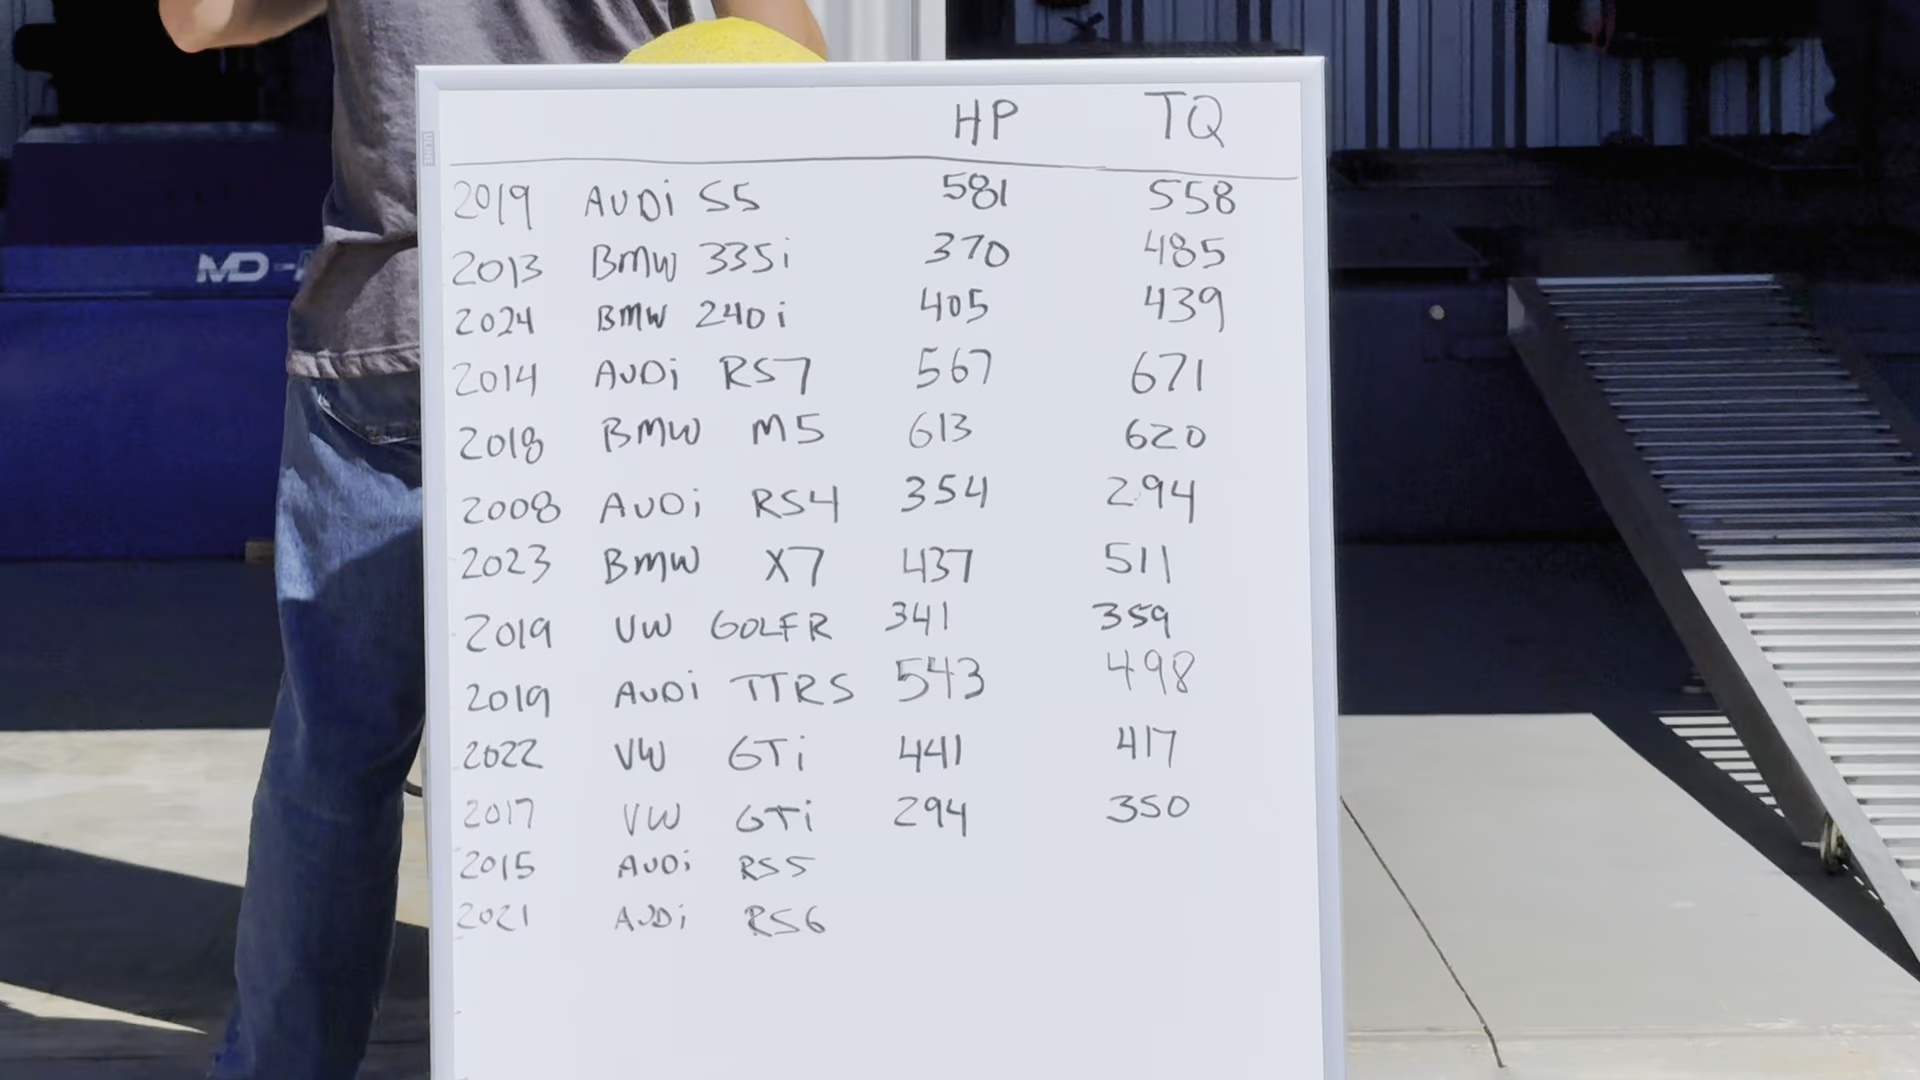 HP TQ
2019 AUDi S5 581 558
2013 BMW 335i 370 485
2024 BMW 240i 405 439
2014 AUDi RS7 567 671
2018 BMW M5 613 620
2008 AUDi RS4 354 294
2023 BMW X7 437 511
2019 VW GOLF R 341 359
2019 AUDi TTRS 543 498
2022 VW GTi 441 417
2017 VW GTi 294 350
2015 AUDi RS5
2021 AUDi RS6
ULINE
MD-